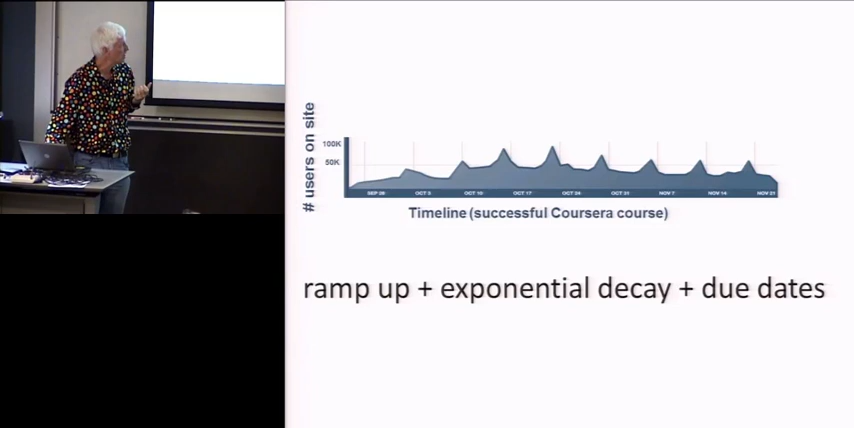 # users on site
100K
50K
SEP 26 OCT 3 OCT 10 OCT 17 OCT 24 OCT 31 NOV 7 NOV 14 NOV 21
Timeline (successful Coursera course)
ramp up + exponential decay + due dates